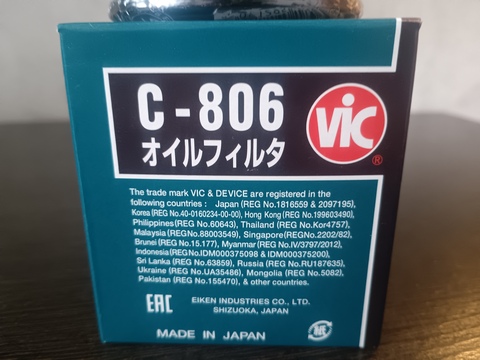 C-806
オイルフィルタ
VIC
®
The trade mark VIC & DEVICE are registered in the
following countries : Japan (REG No.1816559 & 2097195),
Korea (REG No.40-0160234-00-00), Hong Kong (REG No.199603490),
Philippines(REG No.60643), Thailand (REG No.Kor4757),
Malaysia(REG No.88003549), Singapore(REG No.2202/82),
Brunei (REG No.15.177), Myanmar(REG No.IV/3797/2012),
Indonesia(REG No.IDM000375098 & IDM000375200),
Sri Lanka (REG No.63859), Russia (REG No.RU187635),
Ukraine (REG No.UA35486), Mongolia (REG No.5082),
Pakistan (REG No.155470), & other countries.
EAC
EIKEN INDUSTRIES CO., LTD.
SHIZUOKA, JAPAN
MADE IN JAPAN